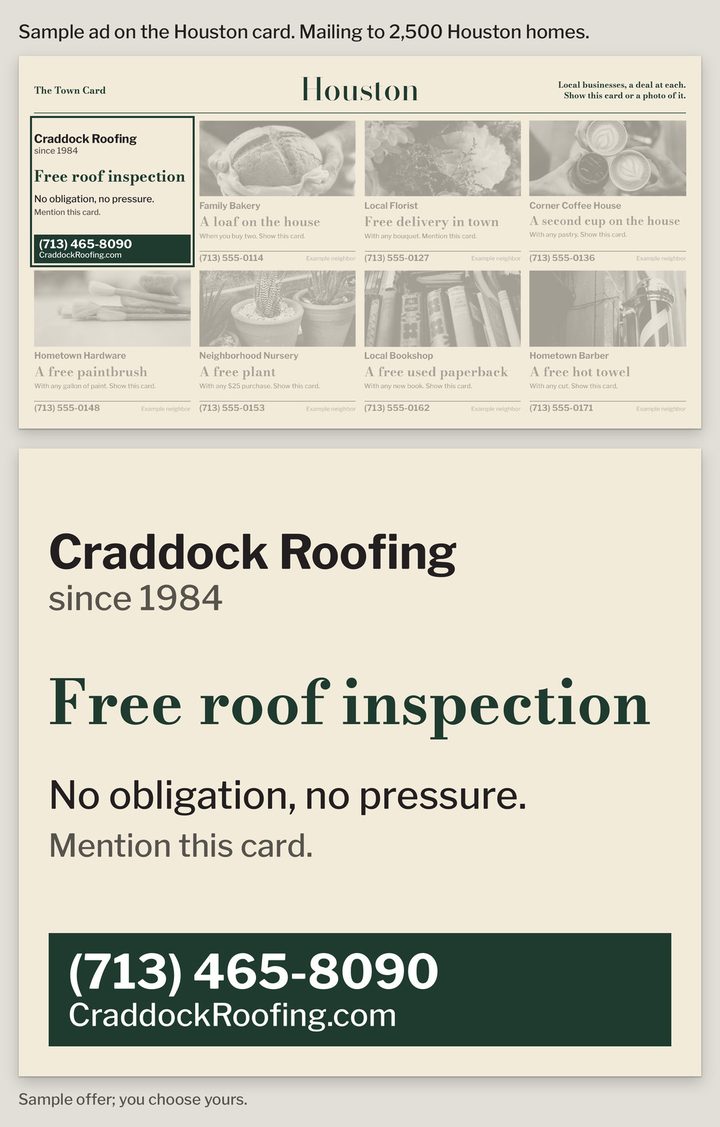 Sample ad on the Houston card. Mailing to 2,500 Houston homes.
The Town Card
Houston
Local businesses, a deal at each.
Show this card or a photo of it.
Craddock Roofing
since 1984
Free roof inspection
No obligation, no pressure.
Mention this card.
(713) 465-8090
CraddockRoofing.com
Family Bakery
A loaf on the house
When you buy two. Show this card.
(713) 555-0114
Example neighbor
Local Florist
Free delivery in town
With any bouquet. Mention this card.
(713) 555-0127
Example neighbor
Corner Coffee House
A second cup on the house
With any pastry. Show this card.
(713) 555-0136
Example neighbor
Hometown Hardware
A free paintbrush
With any gallon of paint. Show this card.
(713) 555-0148
Example neighbor
Neighborhood Nursery
A free plant
With any $25 purchase. Show this card.
(713) 555-0153
Example neighbor
Local Bookshop
A free used paperback
With any new book. Show this card.
(713) 555-0162
Example neighbor
Hometown Barber
A free hot towel
With any cut. Show this card.
(713) 555-0171
Example neighbor
Craddock Roofing
since 1984
Free roof inspection
No obligation, no pressure.
Mention this card.
(713) 465-8090
CraddockRoofing.com
Sample offer; you choose yours.